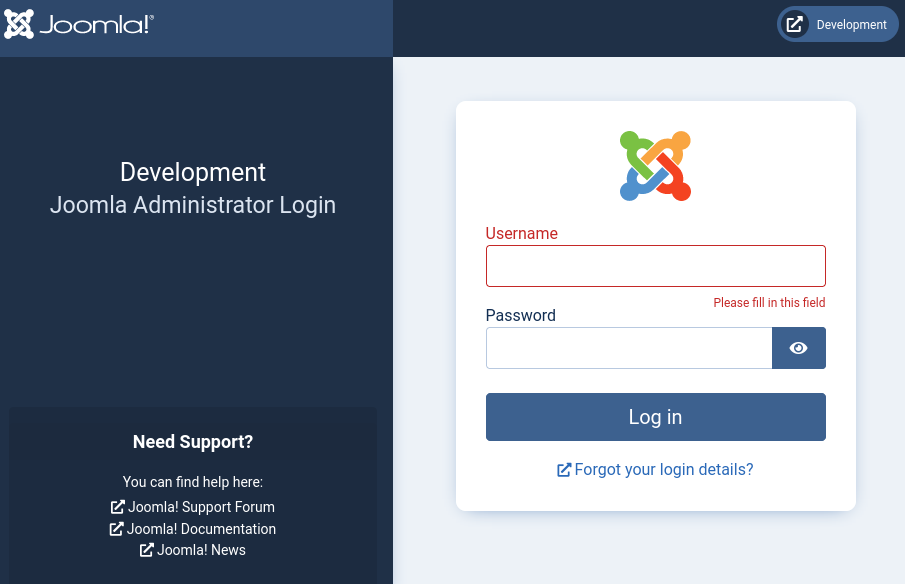 Joomla!®
Development
Development
Joomla Administrator Login
Need Support?
You can find help here:
Joomla! Support Forum
Joomla! Documentation
Joomla! News
Username
Please fill in this field
Password
Log in
Forgot your login details?